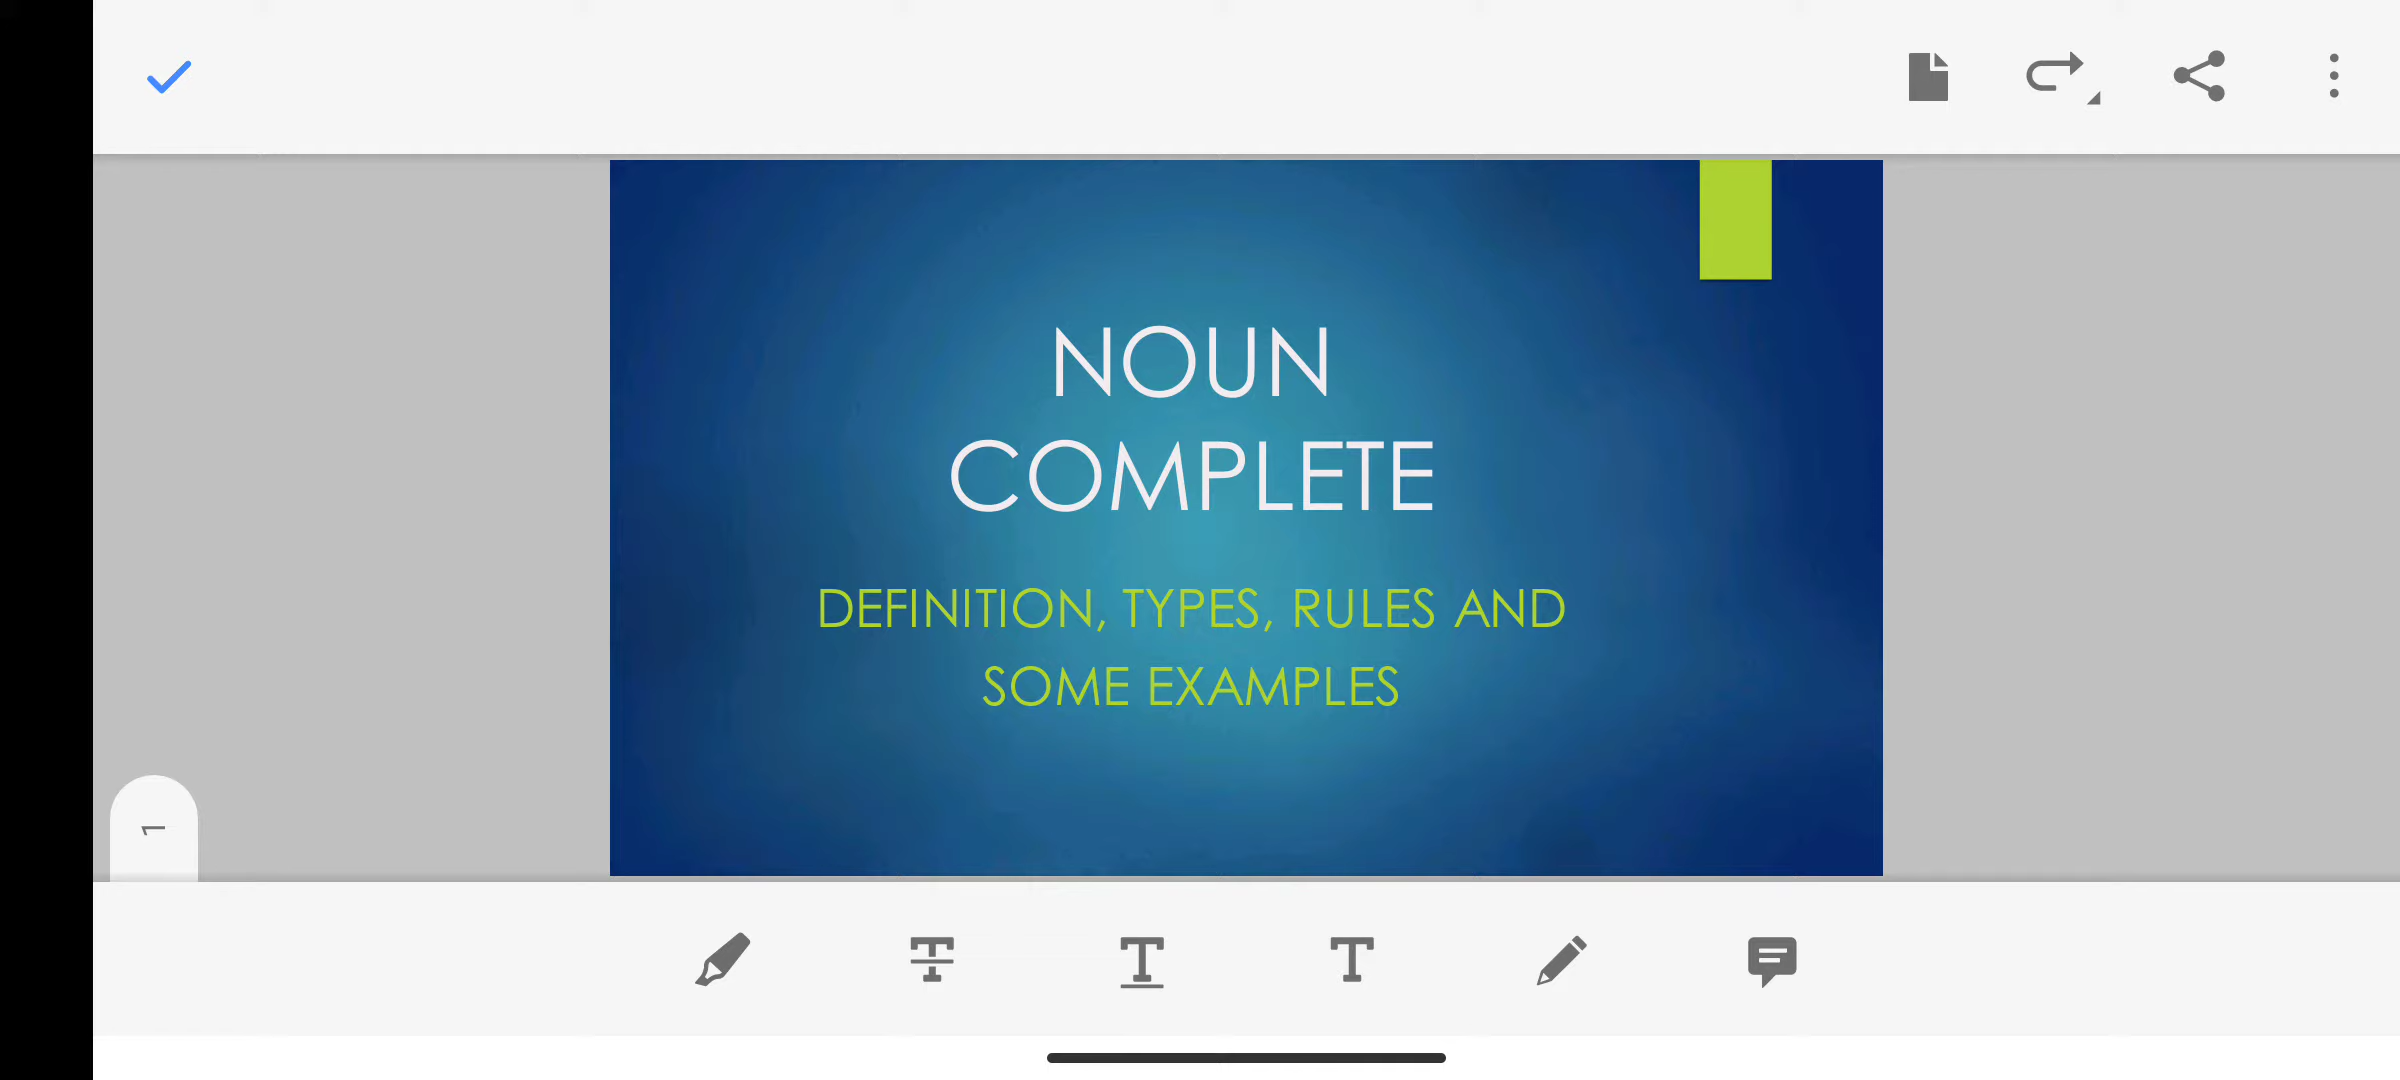 NOUN
COMPLETE
DEFINITION, TYPES, RULES AND
SOME EXAMPLES
1